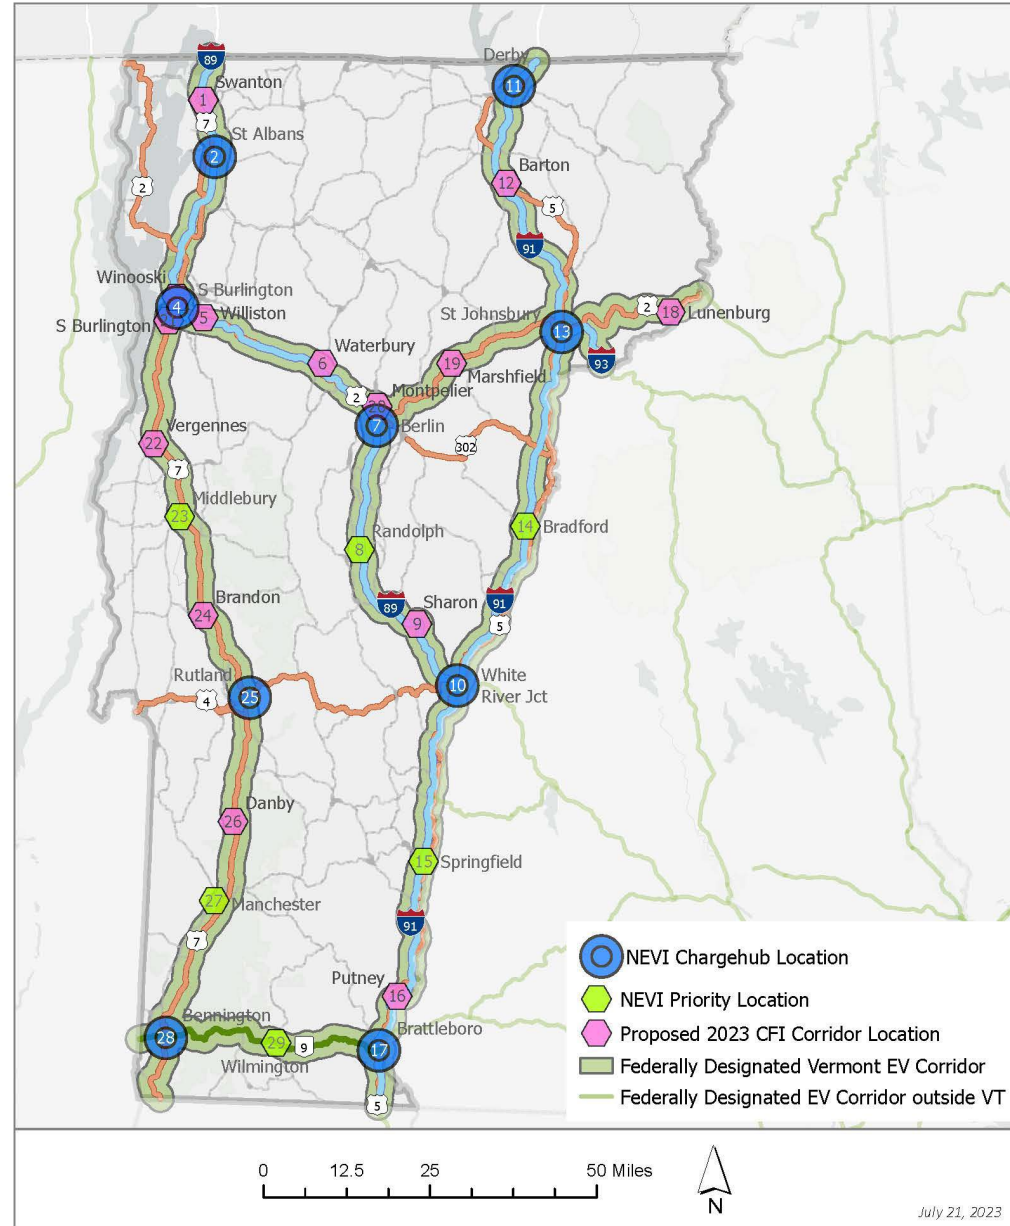 89
Derby
11
Swanton
1
7
St Albans
2
Barton
12
2
5
91
Winooski
S Burlington
4
5
Williston
S Burlington
St Johnsbury
13
2
18
Lunenburg
93
Waterbury
6
19
Marshfield
2
Montpelier
20
7
Berlin
302
Vergennes
22
7
Middlebury
23
Randolph
8
14
Bradford
Brandon
24
89
Sharon
9
91
5
Rutland
25
4
10
White
River Jct
Danby
26
15
Springfield
27
Manchester
91
7
Putney
16
Bennington
28
29
9
Wilmington
Brattleboro
17
5
NEVI Chargehub Location
NEVI Priority Location
Proposed 2023 CFI Corridor Location
Federally Designated Vermont EV Corridor
Federally Designated EV Corridor outside VT
0 12.5 25 50 Miles
N
July 21, 2023